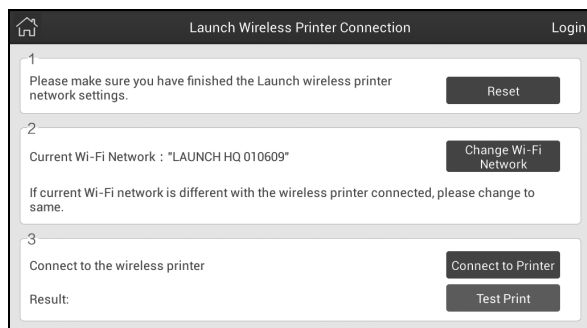 Launch Wireless Printer Connection Login
1
Please make sure you have finished the Launch wireless printer
network settings.
Reset
2
Current Wi-Fi Network : "LAUNCH HQ 010609"
Change Wi-Fi
Network
If current Wi-Fi network is different with the wireless printer connected, please change to
same.
3
Connect to the wireless printer
Connect to Printer
Result:
Test Print